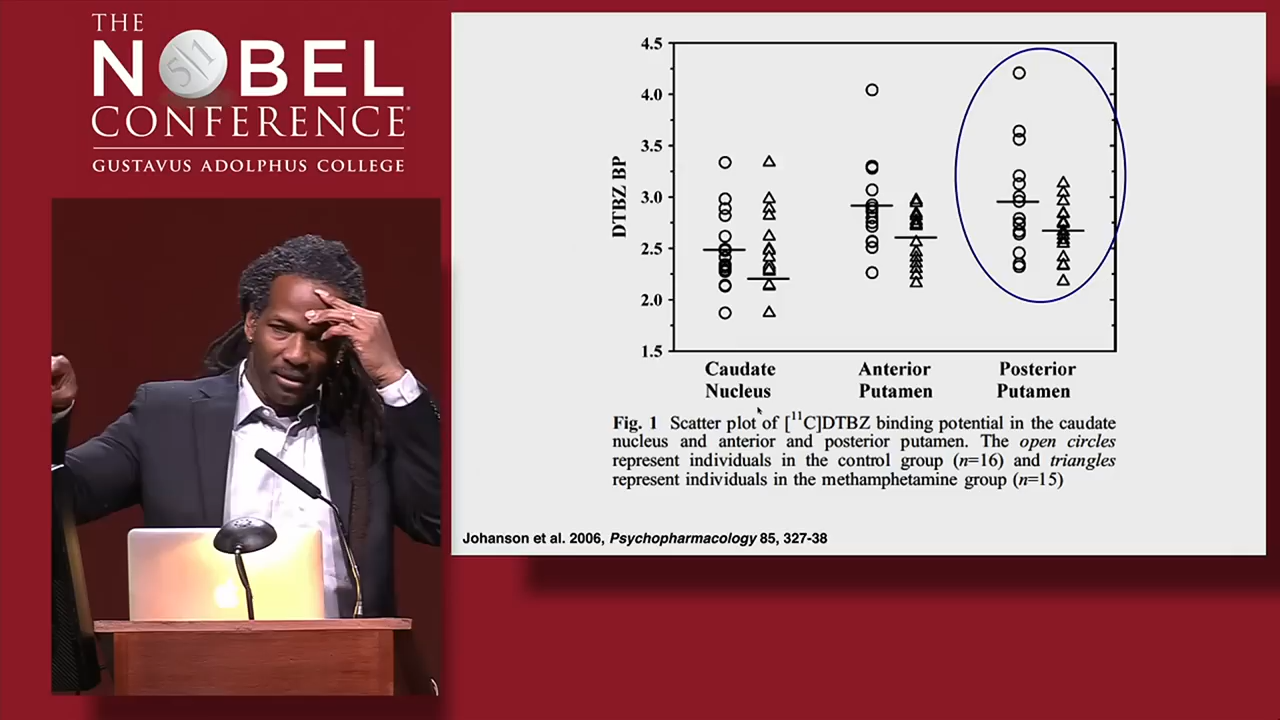 THE
NOBEL
CONFERENCE®
GUSTAVUS ADOLPHUS COLLEGE
51
4.5
4.0
3.5
3.0
2.5
2.0
1.5
DTBZ BP
Caudate Nucleus
Anterior Putamen
Posterior Putamen
Fig. 1 Scatter plot of [¹¹C]DTBZ binding potential in the caudate
nucleus and anterior and posterior putamen. The open circles
represent individuals in the control group (n=16) and triangles
represent individuals in the methamphetamine group (n=15)
Johanson et al. 2006, Psychopharmacology 85, 327-38